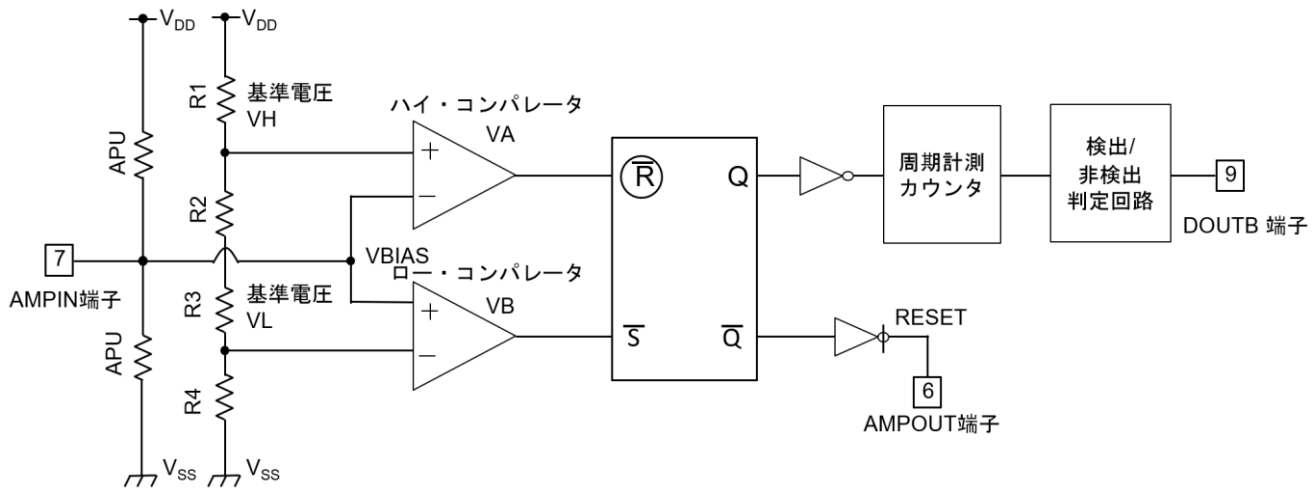 VDD
VDD
R1
基準電圧
VH
ハイ・コンパレータ
VA
APU
+
−
R
Q
周期計測
カウンタ
検出/
非検出
判定回路
9
DOUTB 端子
R2
7
AMPIN端子
VBIAS
ロー・コンパレータ
VB
R3
基準電圧
VL
+
−
S
Q
RESET
APU
R4
6
AMPOUT端子
VSS
VSS